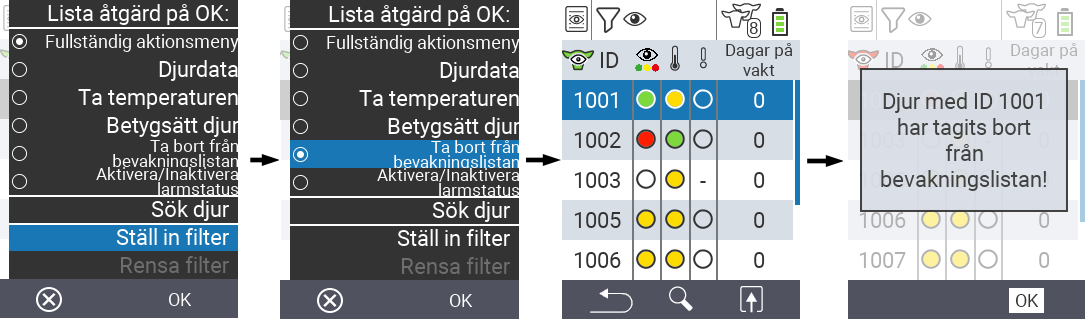 Lista åtgärd på OK:
Fullständig aktionsmeny
Djurdata
Ta temperaturen
Betygsätt djur
Ta bort från
bevakningslistan
Aktivera/Inaktivera
larmstatus
Sök djur
Ställ in filter
Rensa filter
OK
Lista åtgärd på OK:
Fullständig aktionsmeny
Djurdata
Ta temperaturen
Betygsätt djur
Ta bort från
bevakningslistan
Aktivera/Inaktivera
larmstatus
Sök djur
Ställ in filter
Rensa filter
OK
8
ID Dagar på
vakt
1001 0
1002 0
1003 - 0
1005 0
1006 0
7
ID Dagar på
Djur med ID 1001
har tagits bort
från
bevakningslistan!
1006 0
1007 0
OK